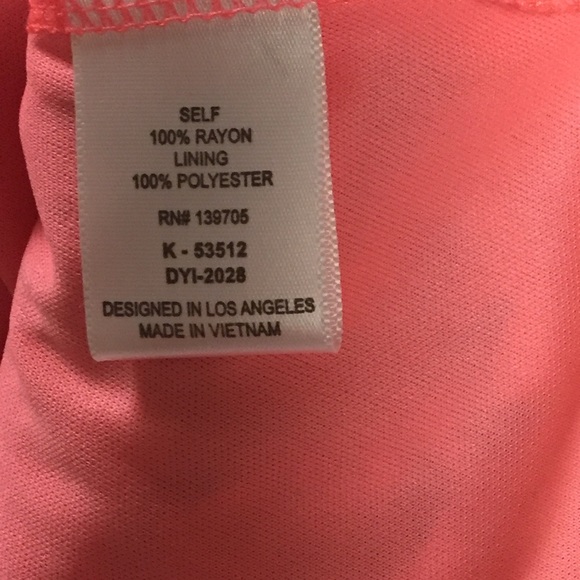 SELF
100% RAYON
LINING
100% POLYESTER
RN# 139705
K - 53512
DYI-2028
DESIGNED IN LOS ANGELES
MADE IN VIETNAM